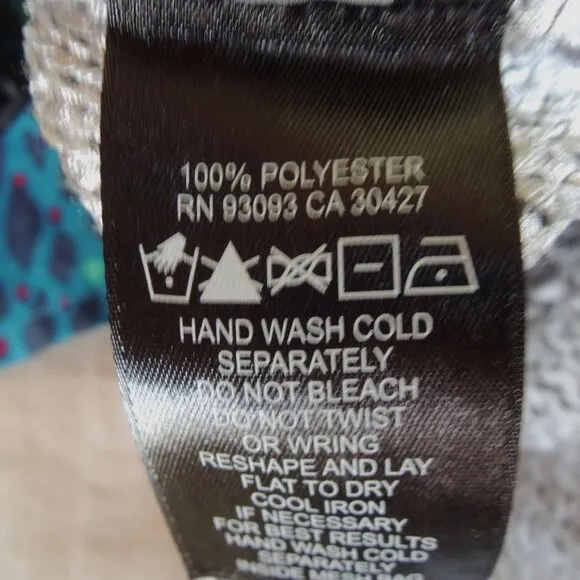 100% POLYESTER
RN 93093 CA 30427
HAND WASH COLD
SEPARATELY
DO NOT BLEACH
DO NOT TWIST
OR WRING
RESHAPE AND LAY
FLAT TO DRY
COOL IRON
IF NECESSARY
FOR BEST RESULTS
HAND WASH COLD
SEPARATELY
INSIDE MESH BAG